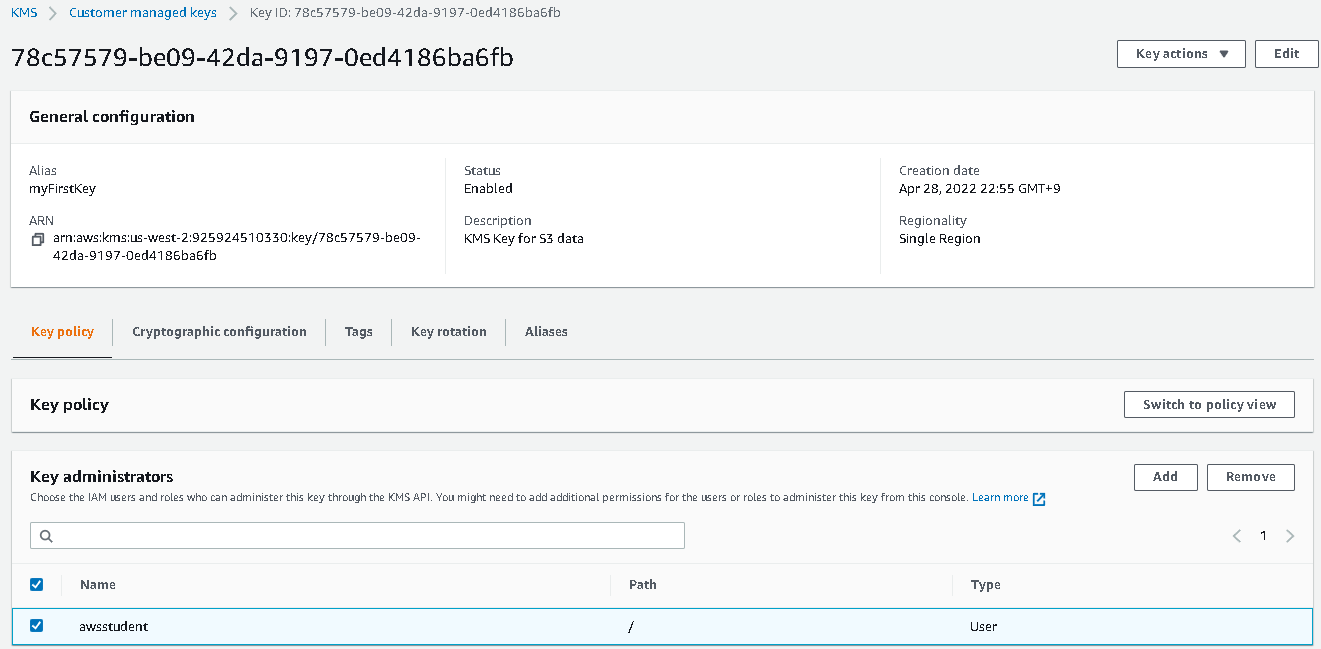 KMS > Customer managed keys > Key ID: 78c57579-be09-42da-9197-0ed4186ba6fb
78c57579-be09-42da-9197-0ed4186ba6fb
Key actions ▼
Edit
General configuration
Alias
myFirstKey
ARN
arn:aws:kms:us-west-2:925924510330:key/78c57579-be09-
42da-9197-0ed4186ba6fb
Status
Enabled
Description
KMS Key for S3 data
Creation date
Apr 28, 2022 22:55 GMT+9
Regionality
Single Region
Key policy
Cryptographic configuration
Tags
Key rotation
Aliases
Key policy
Switch to policy view
Key administrators
Add
Remove
Choose the IAM users and roles who can administer this key through the KMS API. You might need to add additional permissions for the users or roles to administer this key from this console. Learn more
< 1 >
Name Path Type
awsstudent / User